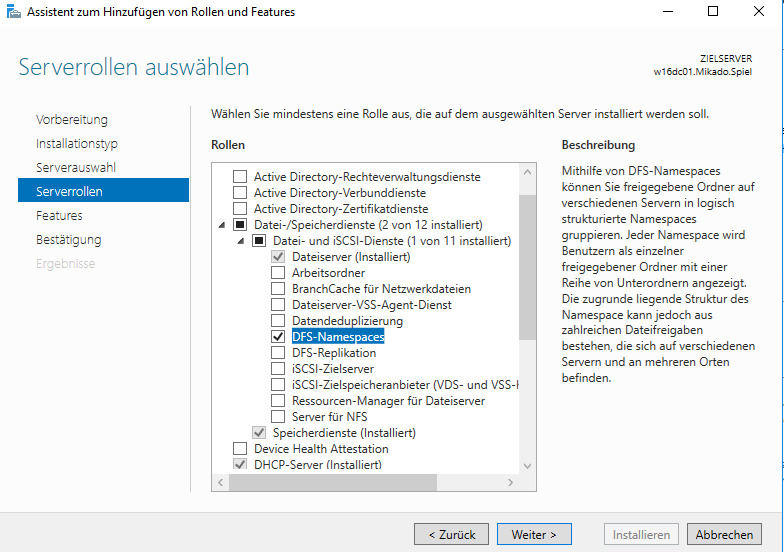 Assistent zum Hinzufügen von Rollen und Features
Serverrollen auswählen
ZIELSERVER
w16dc01.Mikado.Spiel
Vorbereitung
Installationstyp
Serverauswahl
Serverrollen
Features
Bestätigung
Ergebnisse
Wählen Sie mindestens eine Rolle aus, die auf dem ausgewählten Server installiert werden soll.
Rollen
Active Directory-Rechteverwaltungsdienste
Active Directory-Verbunddienste
Active Directory-Zertifikatdienste
Datei-/Speicherdienste (2 von 12 installiert)
Datei- und iSCSI-Dienste (1 von 11 installiert)
Dateiserver (Installiert)
Arbeitsordner
BranchCache für Netzwerkdateien
Dateiserver-VSS-Agent-Dienst
Datendeduplizierung
DFS-Namespaces
DFS-Replikation
iSCSI-Zielserver
iSCSI-Zielspeicheranbieter (VDS- und VSS-
Ressourcen-Manager für Dateiserver
Server für NFS
Speicherdienste (Installiert)
Device Health Attestation
DHCP-Server (Installiert)
Beschreibung
Mithilfe von DFS-Namespaces
können Sie freigegebene Ordner auf
verschiedenen Servern in logisch
strukturierte Namespaces
gruppieren. Jeder Namespace wird
Benutzern als einzelner
freigegebener Ordner mit einer
Reihe von Unterordnern angezeigt.
Die zugrunde liegende Struktur des
Namespace kann jedoch aus
zahlreichen Dateifreigaben
bestehen, die sich auf verschiedenen
Servern und an mehreren Orten
befinden.
< Zurück
Weiter >
Installieren
Abbrechen